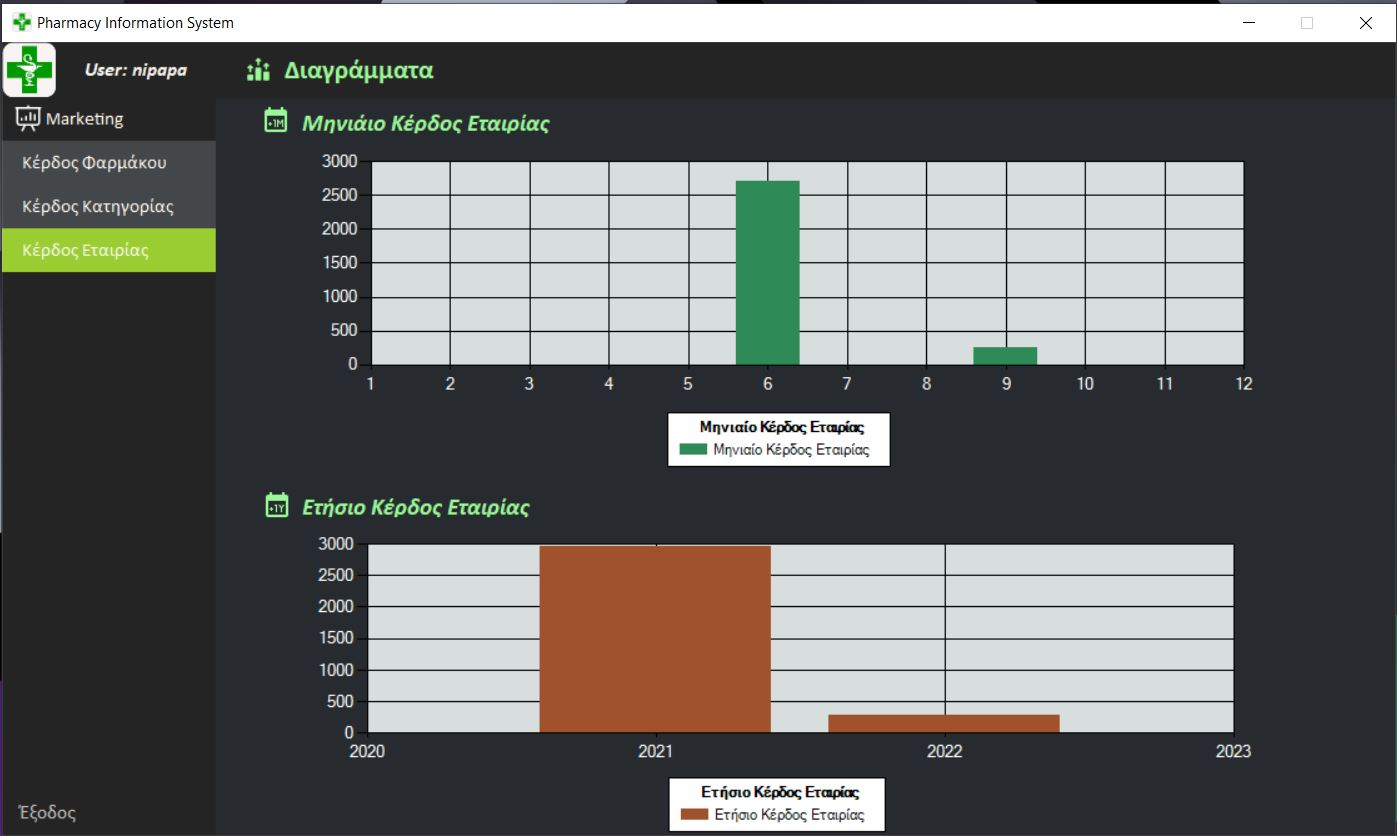 Pharmacy Information System
User: nipapa
Διαγράμματα
Marketing
Κέρδος Φαρμάκου
Κέρδος Κατηγορίας
Κέρδος Εταιρίας
Έξοδος
+1M
Μηνιάιο Κέρδος Εταιρίας
3000
2500
2000
1500
1000
500
0
1 2 3 4 5 6 7 8 9 10 11 12
Μηνιαίο Κέρδος Εταιρίας
Μηνιαίο Κέρδος Εταιρίας
+1Y
Ετήσιο Κέρδος Εταιρίας
3000
2500
2000
1500
1000
500
0
2020 2021 2022 2023
Ετήσιο Κέρδος Εταιρίας
Ετήσιο Κέρδος Εταιρίας